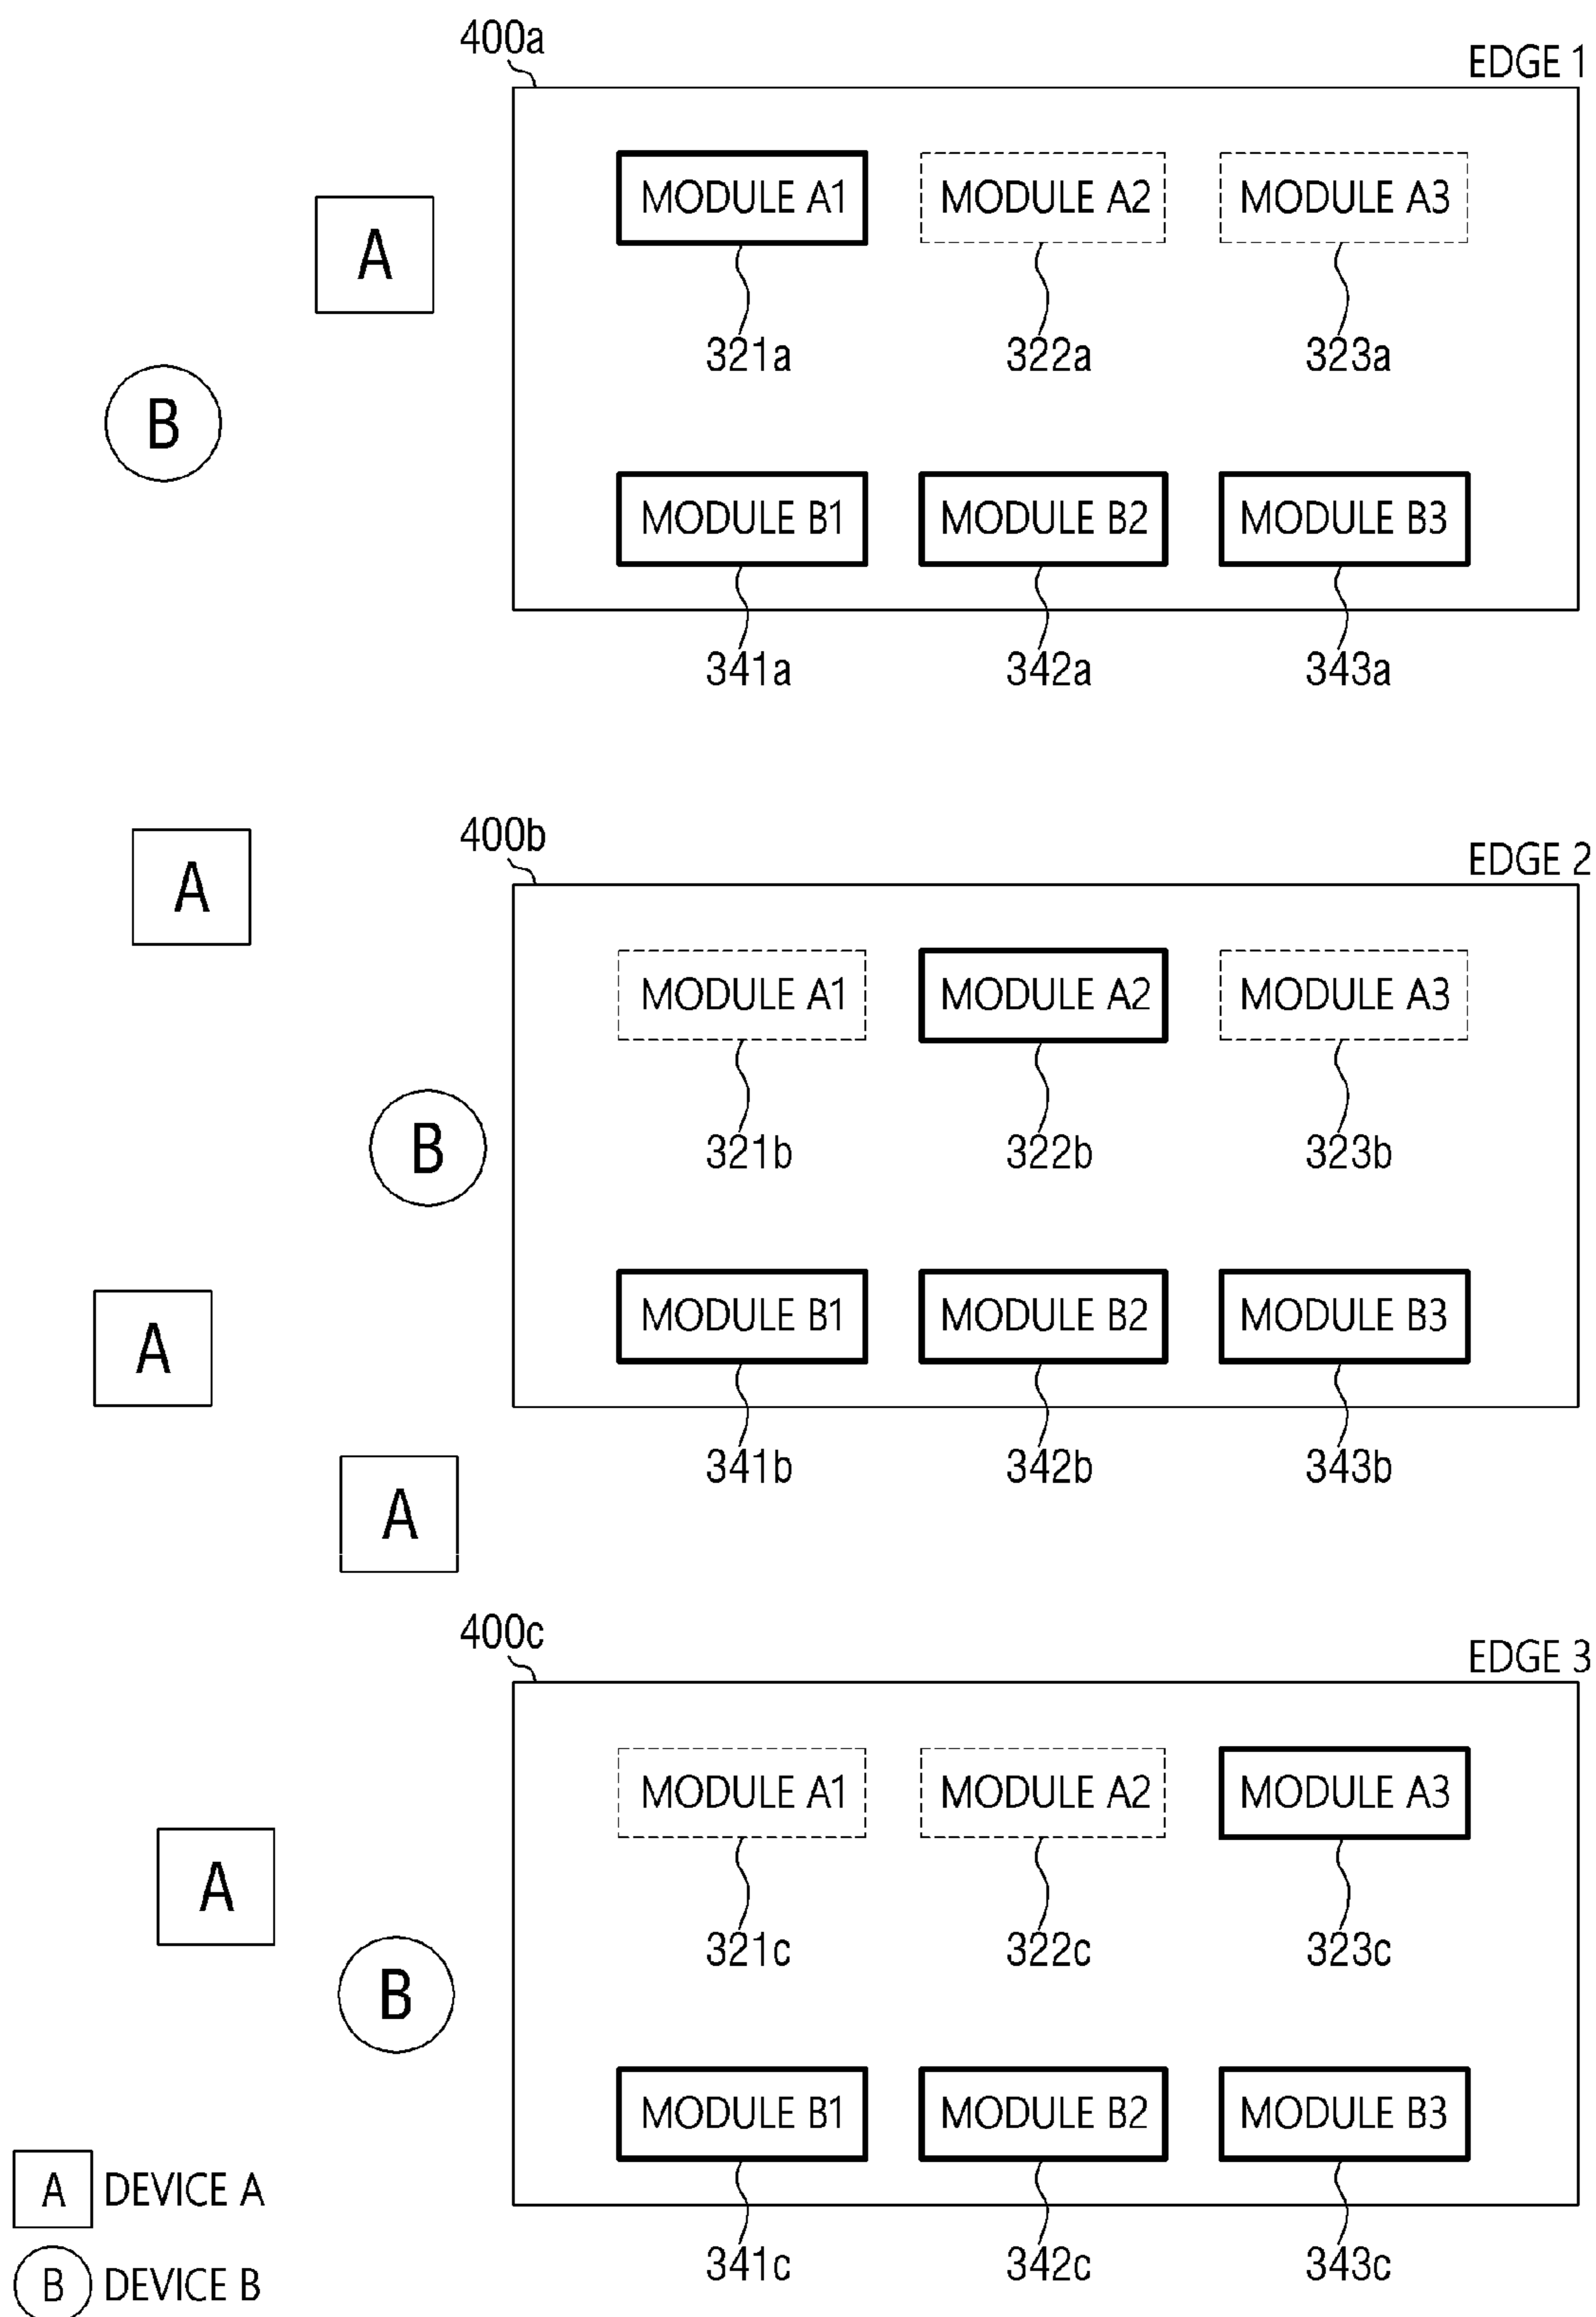 400a
EDGE 1
MODULE A1 MODULE A2 MODULE A3
A
321a 322a 323a
B
MODULE B1 MODULE B2 MODULE B3
341a 342a 343a
400b
EDGE 2
A
MODULE A1 MODULE A2 MODULE A3
321b 322b 323b
B
MODULE B1 MODULE B2 MODULE B3
A
341b 342b 343b
A
400c
EDGE 3
MODULE A1 MODULE A2 MODULE A3
A
321c 322c 323c
B
MODULE B1 MODULE B2 MODULE B3
A DEVICE A
341c 342c 343c
B DEVICE B